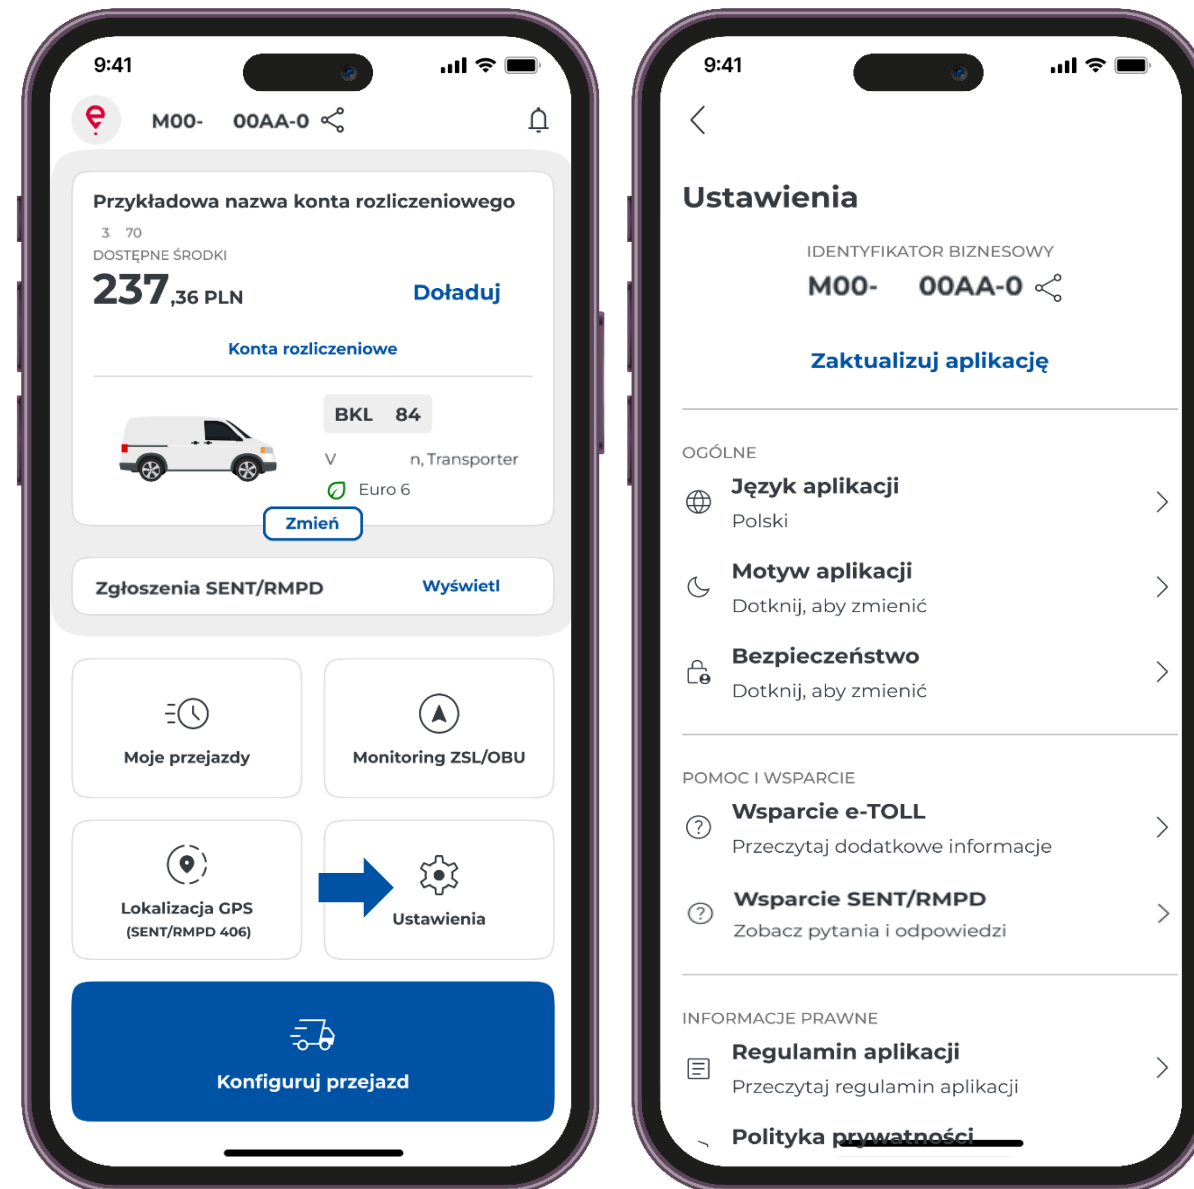 9:41
M00- 00AA-0
Przykładowa nazwa konta rozliczeniowego
3 70
DOSTĘPNE ŚRODKI
237,36 PLN
Doładuj
Konta rozliczeniowe
BKL 84
V n, Transporter
Euro 6
Zmień
Zgłoszenia SENT/RMPD
Wyświetl
Moje przejazdy
Monitoring ZSL/OBU
Lokalizacja GPS
(SENT/RMPD 406)
Ustawienia
Konfiguruj przejazd
9:41
Ustawienia
IDENTYFIKATOR BIZNESOWY
M00- 00AA-0
Zaktualizuj aplikację
OGÓLNE
Język aplikacji
Polski
Motyw aplikacji
Dotknij, aby zmienić
Bezpieczeństwo
Dotknij, aby zmienić
POMOC I WSPARCIE
Wsparcie e-TOLL
Przeczytaj dodatkowe informacje
Wsparcie SENT/RMPD
Zobacz pytania i odpowiedzi
INFORMACJE PRAWNE
Regulamin aplikacji
Przeczytaj regulamin aplikacji
Polityka prywatności